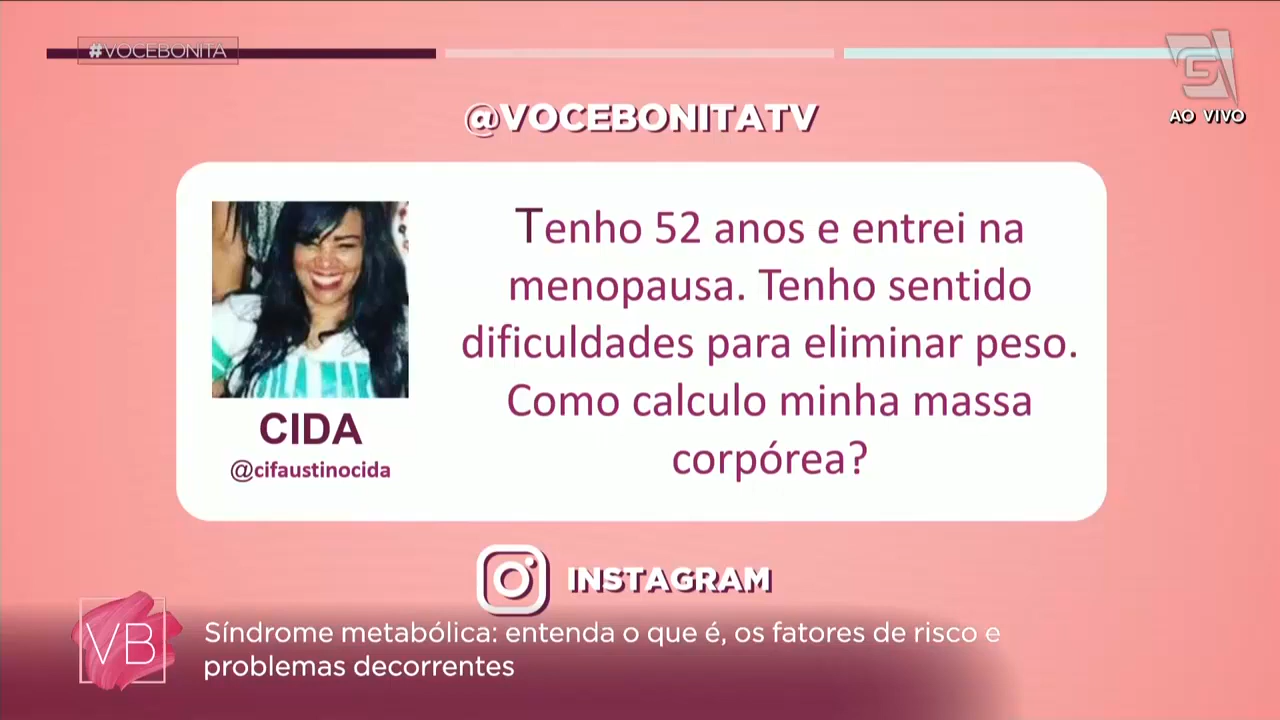 #VOCEBONITA
AO VIVO
@VOCEBONITATV
Tenho 52 anos e entrei na
menopausa. Tenho sentido
dificuldades para eliminar peso.
Como calculo minha massa
corpórea?
CIDA
@cifaustinocida
INSTAGRAM
VB
Síndrome metabólica: entenda o que é, os fatores de risco e
problemas decorrentes